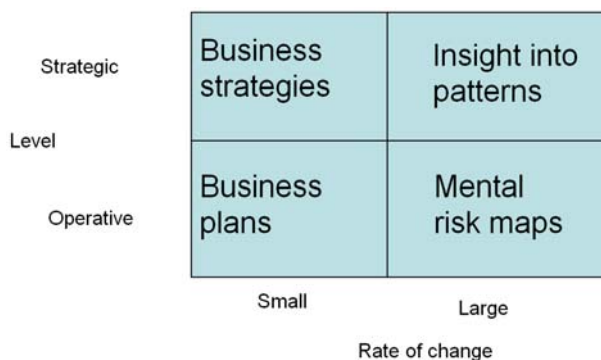 Strategic
Business
strategies
Insight into
patterns
Level
Operative
Business
plans
Mental
risk maps
Small
Large
Rate of change